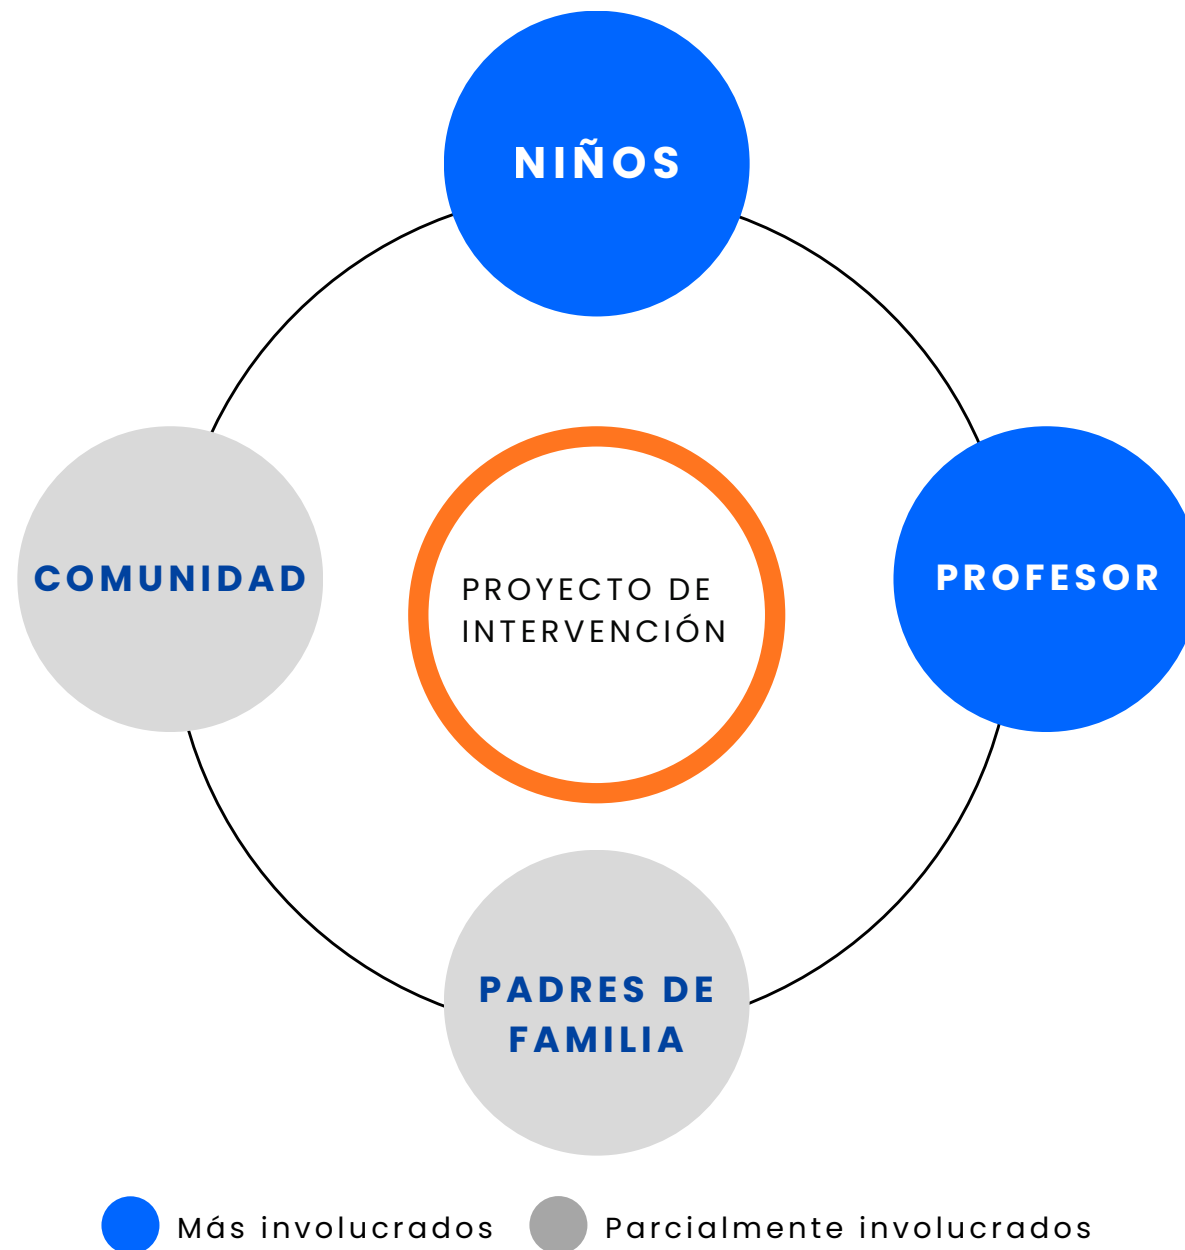 NIÑOS
COMUNIDAD
PROFESOR
PROYECTO DE
INTERVENCIÓN
PADRES DE
FAMILIA
Más involucrados
Parcialmente involucrados